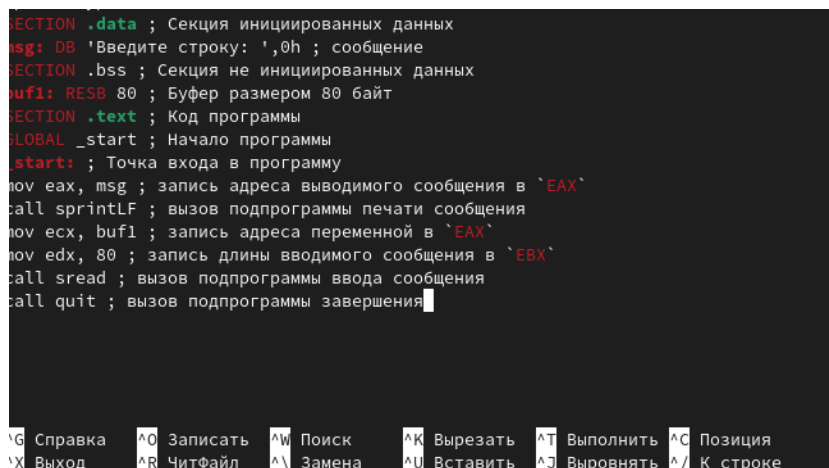 SECTION .data ; Секция инициированных данных
msg: DB 'Введите строку: ',0h ; сообщение
SECTION .bss ; Секция не инициированных данных
buf1: RESB 80 ; Буфер размером 80 байт
SECTION .text ; Код программы
GLOBAL _start ; Начало программы
_start: ; Точка входа в программу
mov eax, msg ; запись адреса выводимого сообщения в `EAX`
call sprintLF ; вызов подпрограммы печати сообщения
mov ecx, buf1 ; запись адреса переменной в `EAX`
mov edx, 80 ; запись длины вводимого сообщения в `EBX`
call sread ; вызов подпрограммы ввода сообщения
call quit ; вызов подпрограммы завершения
^G Справка ^O Записать ^W Поиск ^K Вырезать ^T Выполнить ^C Позиция
^X Выход ^R ЧитФайл ^\ Замена ^U Вставить ^J Выровнять ^/ К строке